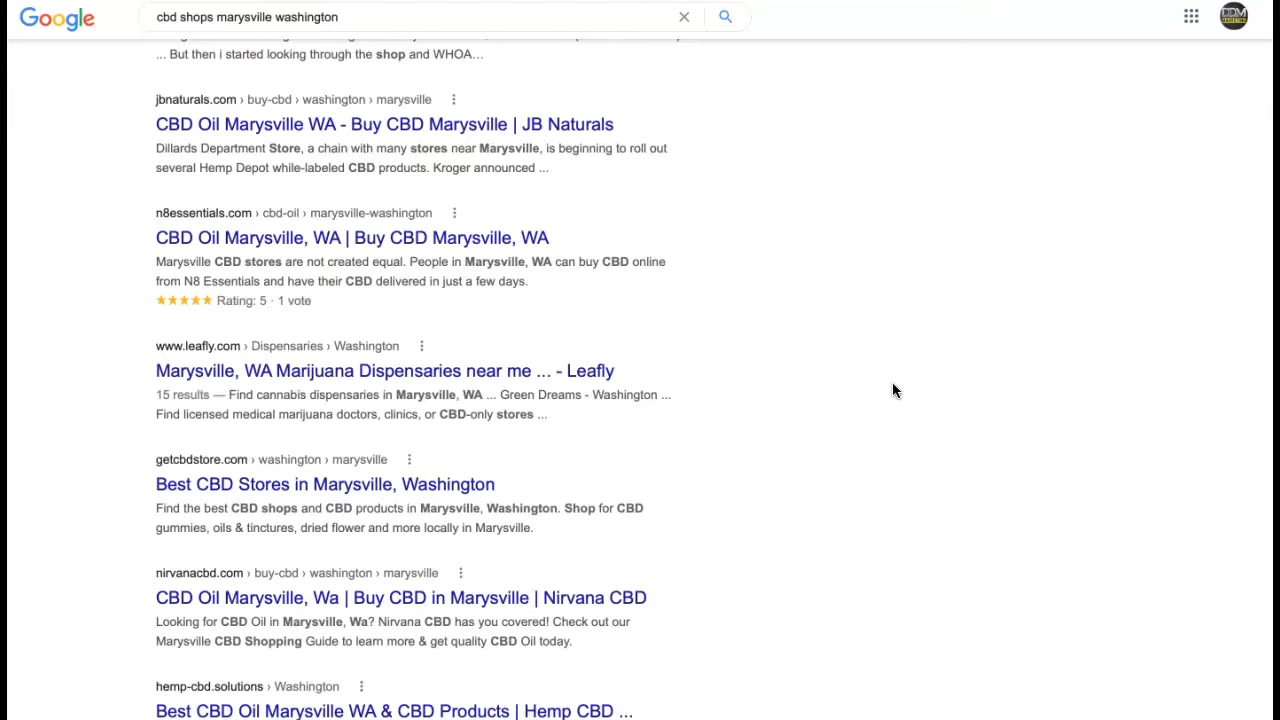 Google
cbd shops marysville washington
... But then i started looking through the shop and WHOA...
jbnaturals.com › buy-cbd › washington › marysville
CBD Oil Marysville WA - Buy CBD Marysville | JB Naturals
Dillards Department Store, a chain with many stores near Marysville, is beginning to roll out
several Hemp Depot while-labeled CBD products. Kroger announced ...
n8essentials.com › cbd-oil › marysville-washington
CBD Oil Marysville, WA | Buy CBD Marysville, WA
Marysville CBD stores are not created equal. People in Marysville, WA can buy CBD online
from N8 Essentials and have their CBD delivered in just a few days.
Rating: 5 · 1 vote
www.leafly.com › Dispensaries › Washington
Marysville, WA Marijuana Dispensaries near me ... - Leafly
15 results — Find cannabis dispensaries in Marysville, WA ... Green Dreams - Washington ...
Find licensed medical marijuana doctors, clinics, or CBD-only stores ...
getcbdstore.com › washington › marysville
Best CBD Stores in Marysville, Washington
Find the best CBD shops and CBD products in Marysville, Washington. Shop for CBD
gummies, oils & tinctures, dried flower and more locally in Marysville.
nirvanacbd.com › buy-cbd › washington › marysville
CBD Oil Marysville, Wa | Buy CBD in Marysville | Nirvana CBD
Looking for CBD Oil in Marysville, Wa? Nirvana CBD has you covered! Check out our
Marysville CBD Shopping Guide to learn more & get quality CBD Oil today.
hemp-cbd.solutions › Washington
Best CBD Oil Marysville WA & CBD Products | Hemp CBD ...